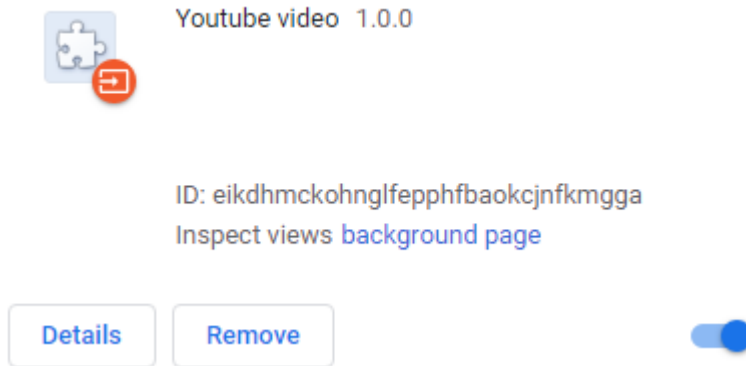 Youtube video 1.0.0
ID: eikdhmckohnglfepphfbaokcjnfkmgga
Inspect views background page
Details Remove